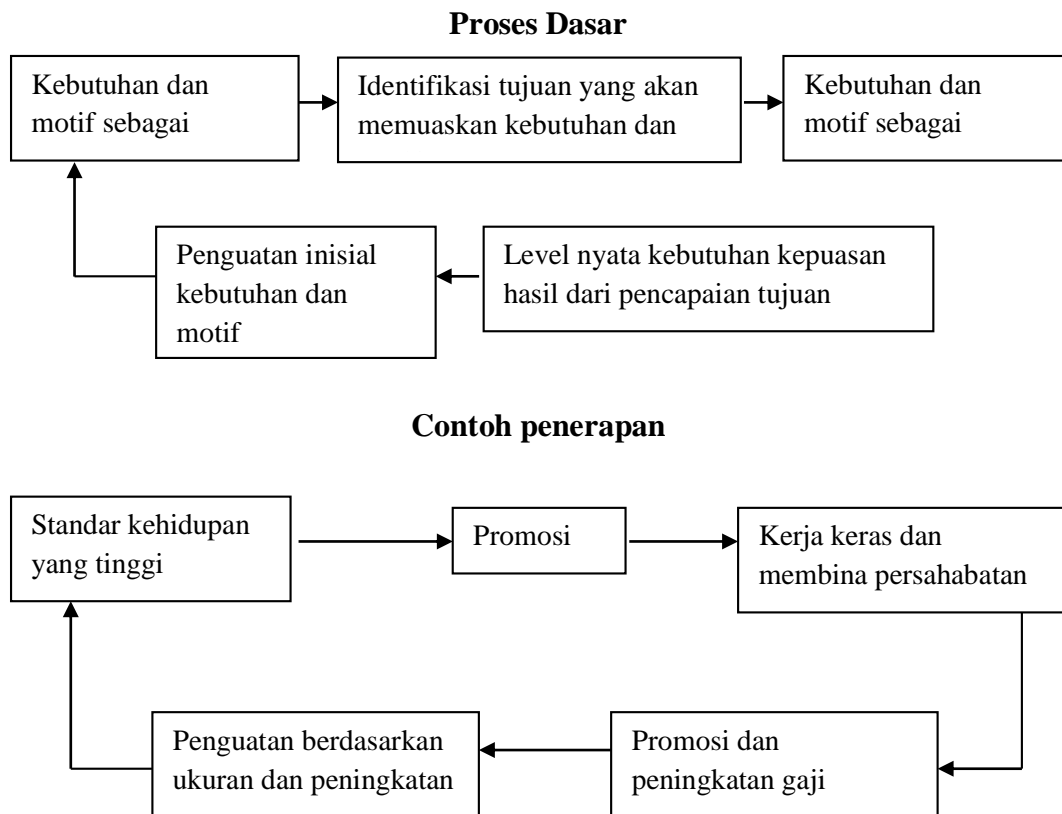 Proses Dasar
Kebutuhan dan
motif sebagai
Identifikasi tujuan yang akan
memuaskan kebutuhan dan
Kebutuhan dan
motif sebagai
Penguatan inisial
kebutuhan dan
motif
Level nyata kebutuhan kepuasan
hasil dari pencapaian tujuan
Contoh penerapan
Standar kehidupan
yang tinggi
Promosi
Kerja keras dan
membina persahabatan
Penguatan berdasarkan
ukuran dan peningkatan
Promosi dan
peningkatan gaji